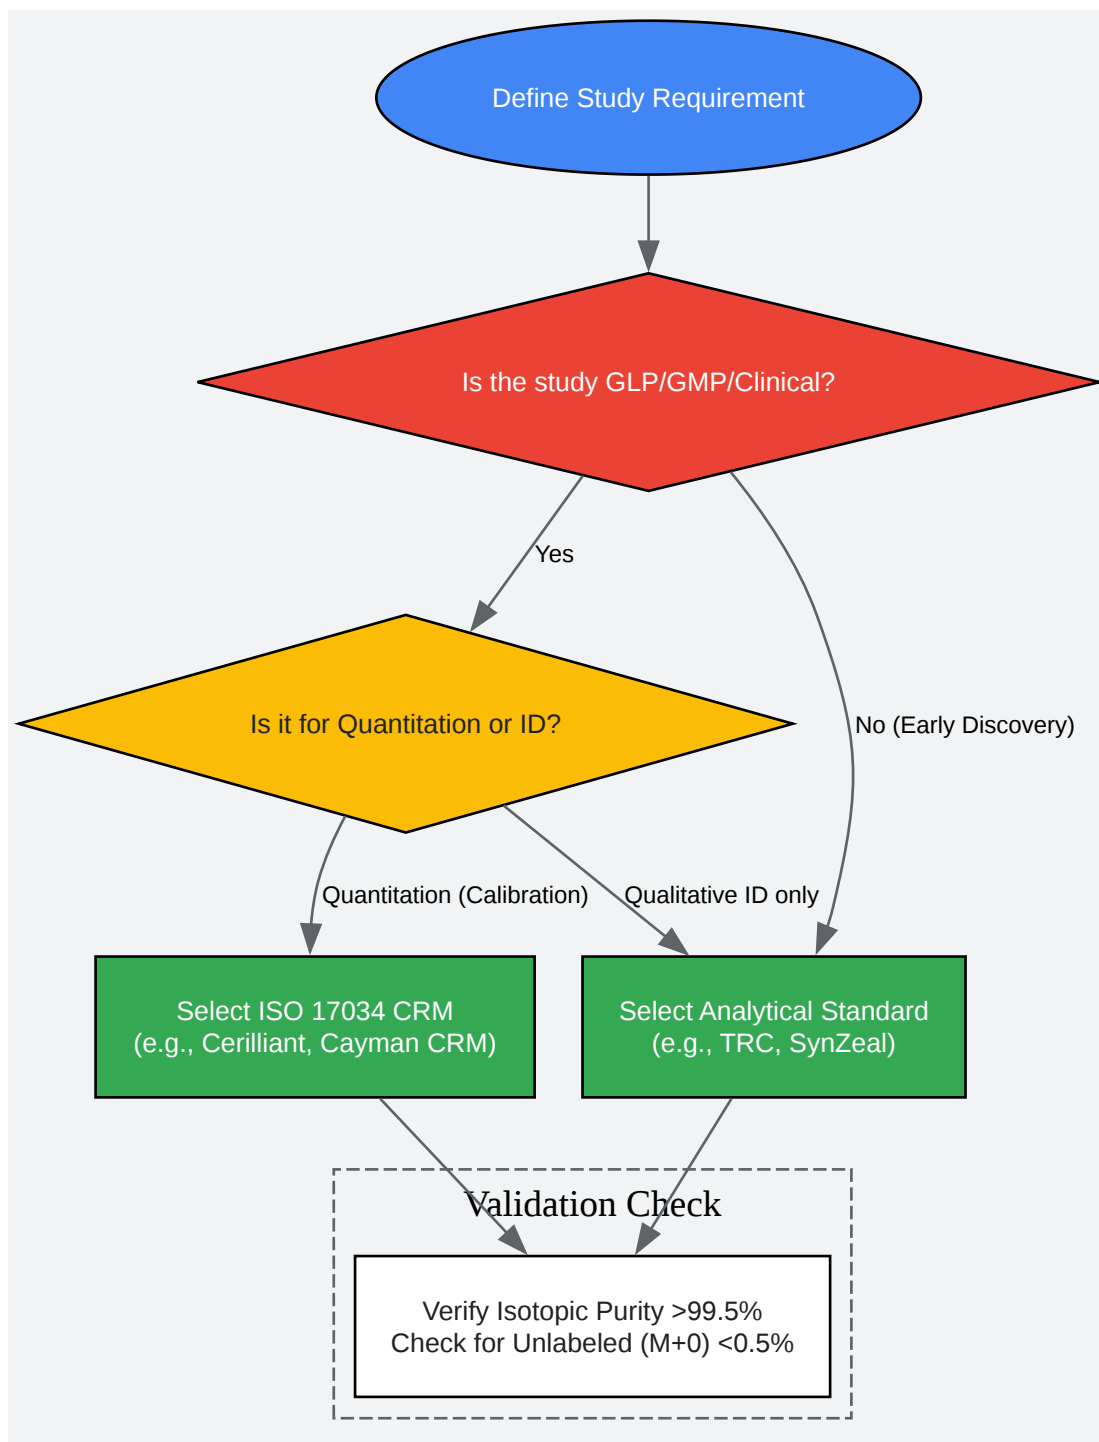 Define Study Requirement
Is the study GLP/GMP/Clinical?
Yes
Is it for Quantitation or ID?
No (Early Discovery)
Quantitation (Calibration)
Qualitative ID only
Select ISO 17034 CRM
(e.g., Cerilliant, Cayman CRM)
Select Analytical Standard
(e.g., TRC, SynZeal)
Validation Check
Verify Isotopic Purity >99.5%
Check for Unlabeled (M+0) <0.5%